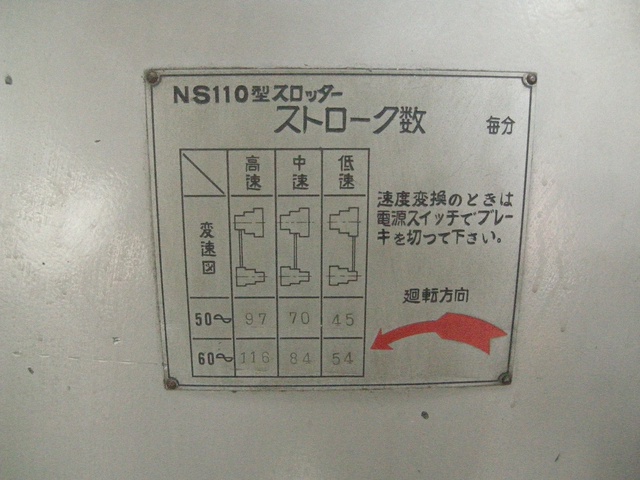 NS110型スロッター
ストローク数 毎分
高速 中速 低速
変速図
50〜 97 70 45
60〜 116 84 54
速度変換のときは
電源スイッチでブレー
キを切つて下さい。
廻転方向